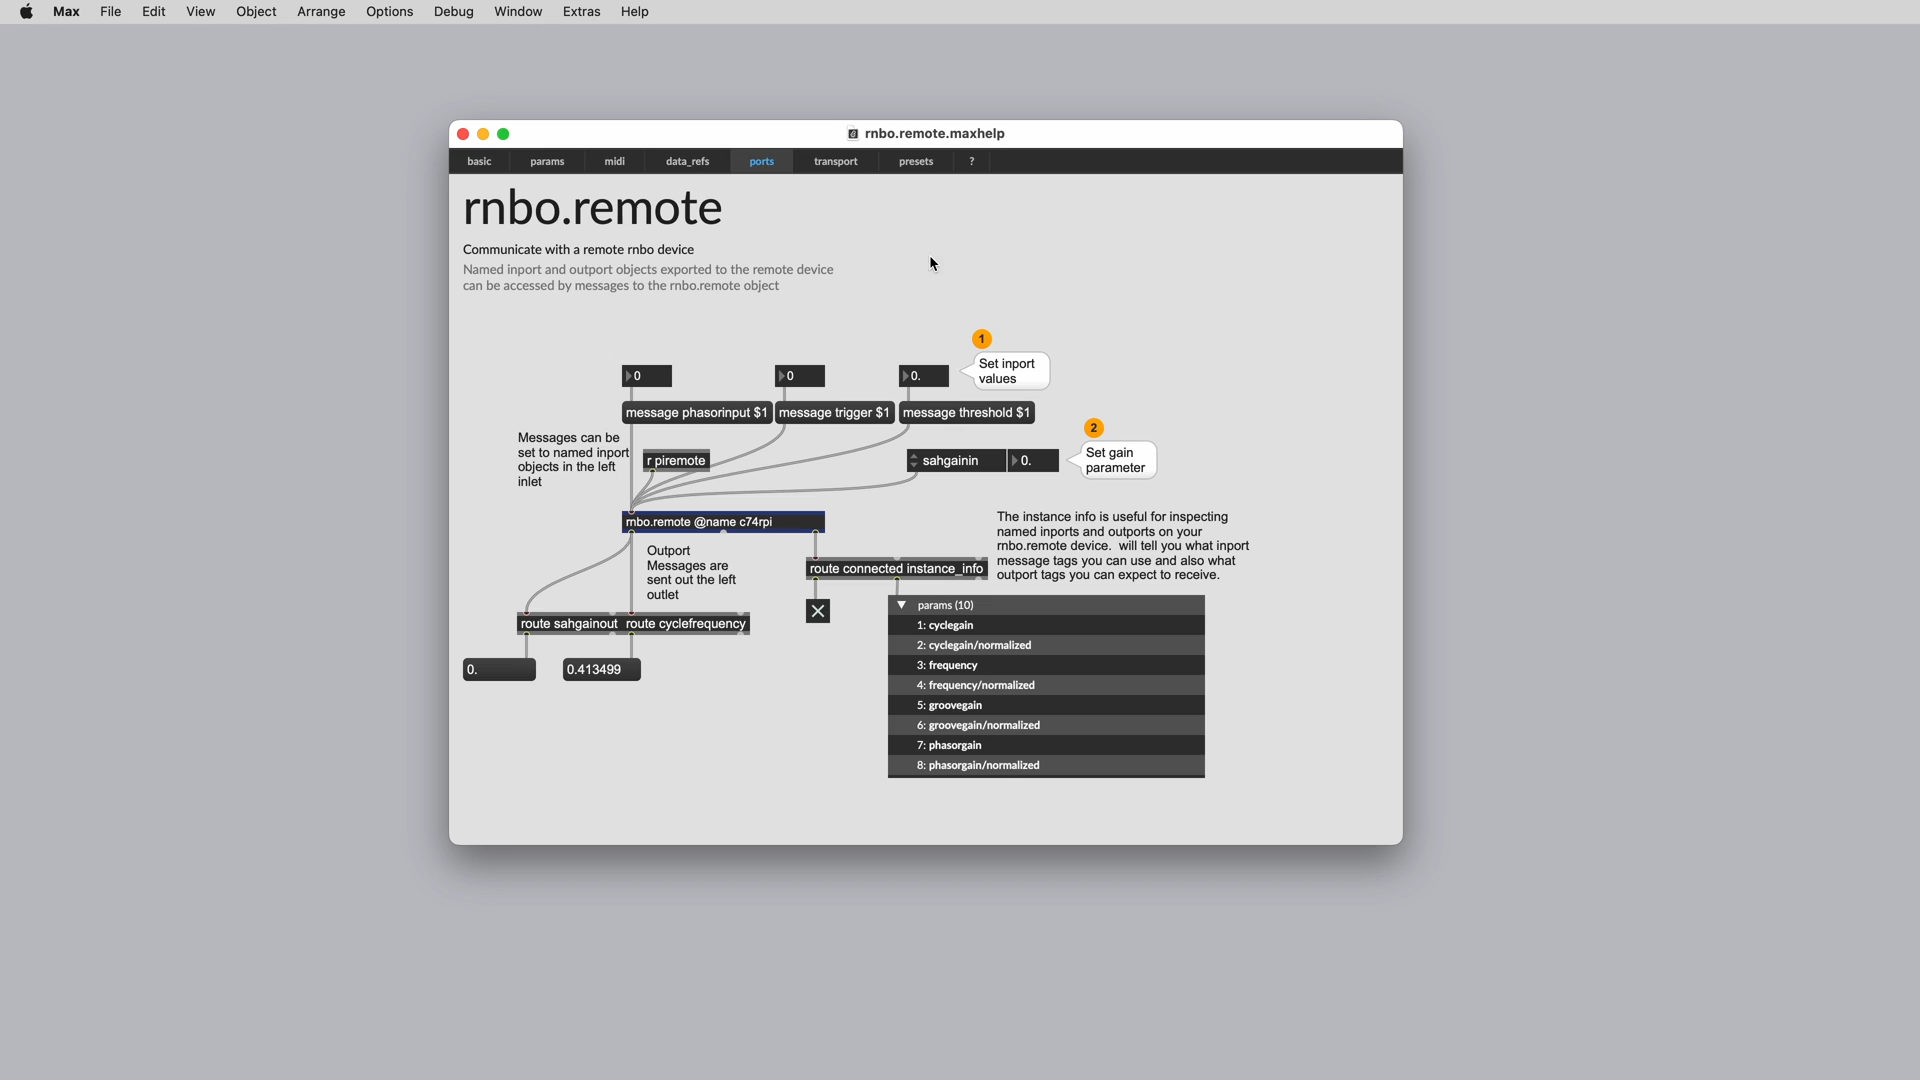 Max File Edit View Object Arrange Options Debug Window Extras Help
rnbo.remote.maxhelp
basic params midi data_refs ports transport presets ?
rnbo.remote
Communicate with a remote rnbo device
Named inport and outport objects exported to the remote device
can be accessed by messages to the rnbo.remote object
1
Set inport
values
0 0 0.
message phasorinput $1 message trigger $1 message threshold $1
2
Set gain
parameter
Messages can be
set to named inport
objects in the left
inlet
r piremote
sahgainin 0.
rnbo.remote @name c74rpi
The instance info is useful for inspecting
named inports and outports on your
rnbo.remote device. will tell you what inport
message tags you can use and also what
outport tags you can expect to receive.
Outport
Messages are
sent out the left
outlet
route connected instance_info
route sahgainout route cyclefrequency
0. 0.413499
params (10)
1: cyclegain
2: cyclegain/normalized
3: frequency
4: frequency/normalized
5: groovegain
6: groovegain/normalized
7: phasorgain
8: phasorgain/normalized